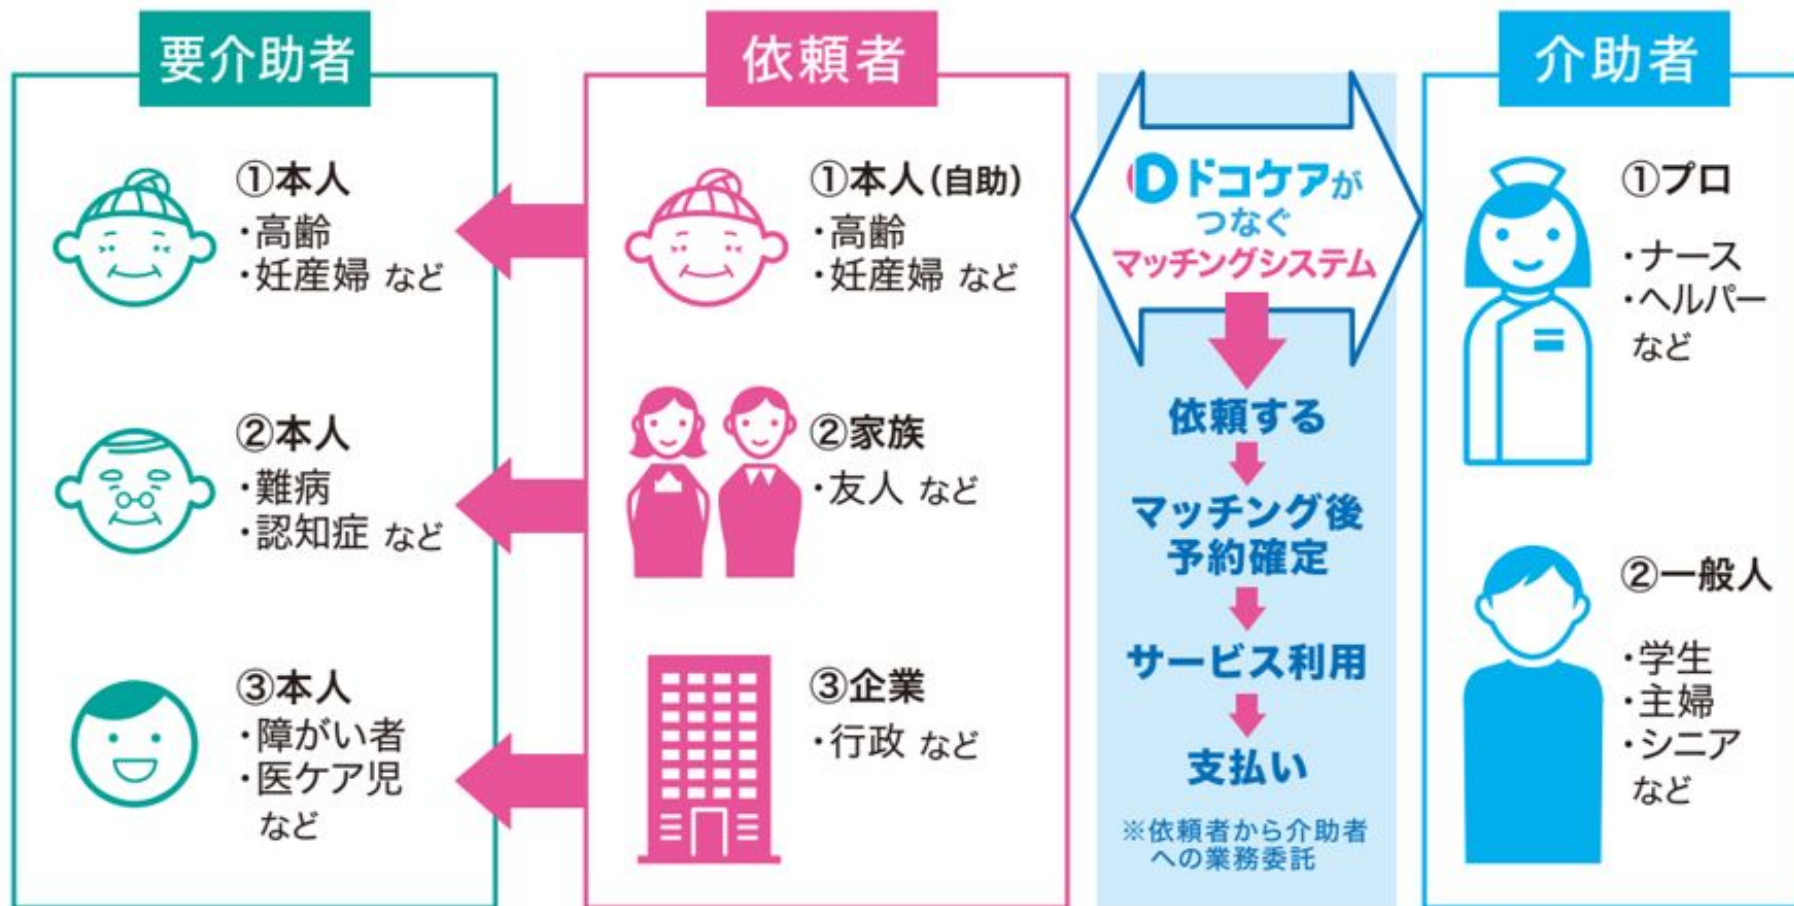 要介助者
①本人
・高齢
・妊産婦 など
②本人
・難病
・認知症 など
③本人
・障がい者
・医ケア児
など
依頼者
①本人(自助)
・高齢
・妊産婦 など
②家族
・友人 など
③企業
・行政 など
D ドコケアが
つなぐ
マッチングシステム
依頼する
マッチング後
予約確定
サービス利用
支払い
※依頼者から介助者
への業務委託
介助者
①プロ
・ナース
・ヘルパー
など
②一般人
・学生
・主婦
・シニア
など